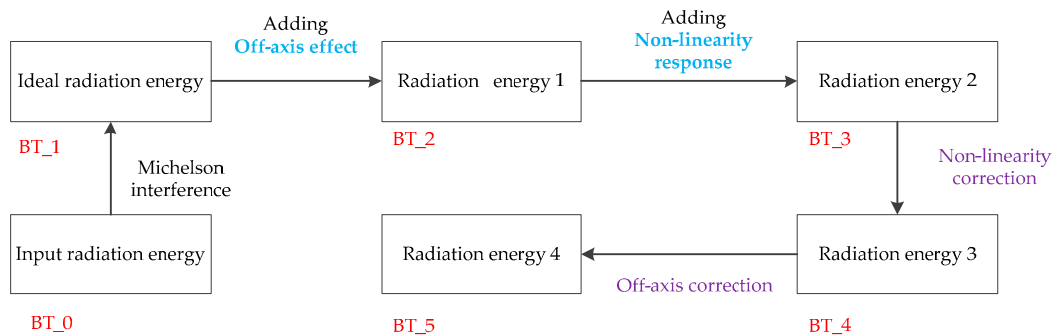 Adding
Off-axis effect
Adding
Non-linearity
response
Ideal radiation energy
Radiation energy 1
Radiation energy 2
BT_1
BT_2
BT_3
Michelson
interference
Non-linearity
correction
Input radiation energy
Radiation energy 4
Radiation energy 3
Off-axis correction
BT_0
BT_5
BT_4